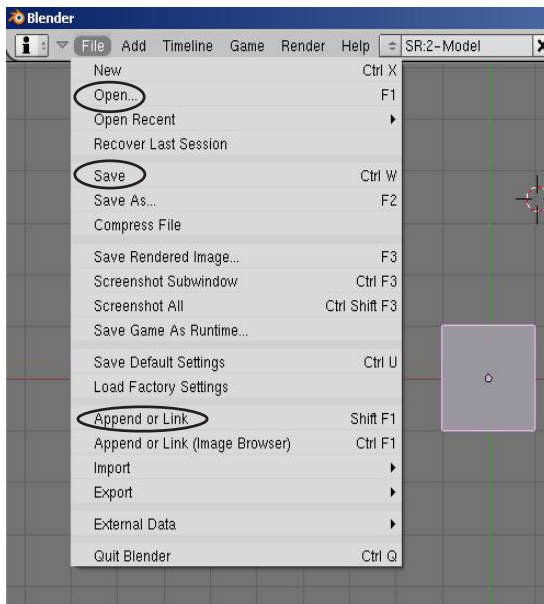 Blender
File Add Timeline Game Render Help SR:2-Model X
New Ctrl X
Open... F1
Open Recent
Recover Last Session
Save Ctrl W
Save As... F2
Compress File
Save Rendered Image... F3
Screenshot Subwindow Ctrl F3
Screenshot All Ctrl Shift F3
Save Game As Runtime...
Save Default Settings Ctrl U
Load Factory Settings
Append or Link Shift F1
Append or Link (Image Browser) Ctrl F1
Import
Export
External Data
Quit Blender Ctrl Q